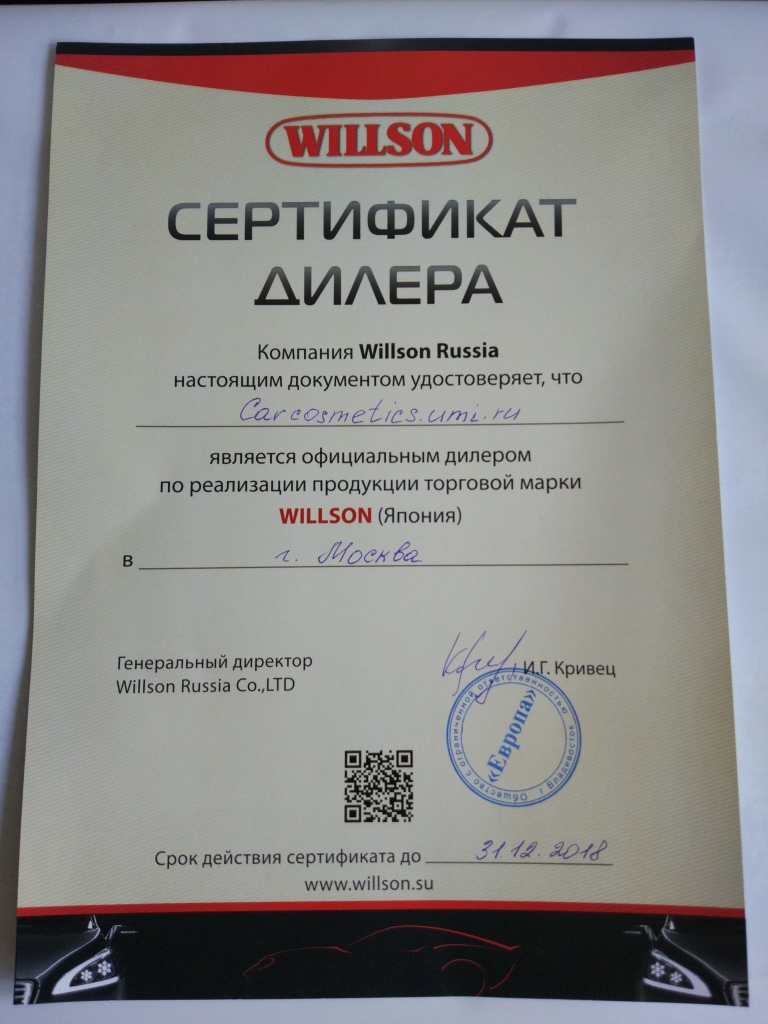 WILLSON
СЕРТИФИКАТ
ДИЛЕРА
Компания Willson Russia
настоящим документом удостоверяет, что
Carcosmetics.umi.ru
является официальным дилером
по реализации продукции торговой марки
WILLSON (Япония)
в г. Москва
Генеральный директор
Willson Russia Co.,LTD
И.Г. Кривец
Общество с ограниченной ответственностью
г Владивосток
«Европа»
Срок действия сертификата до 31.12.2018
www.willson.su